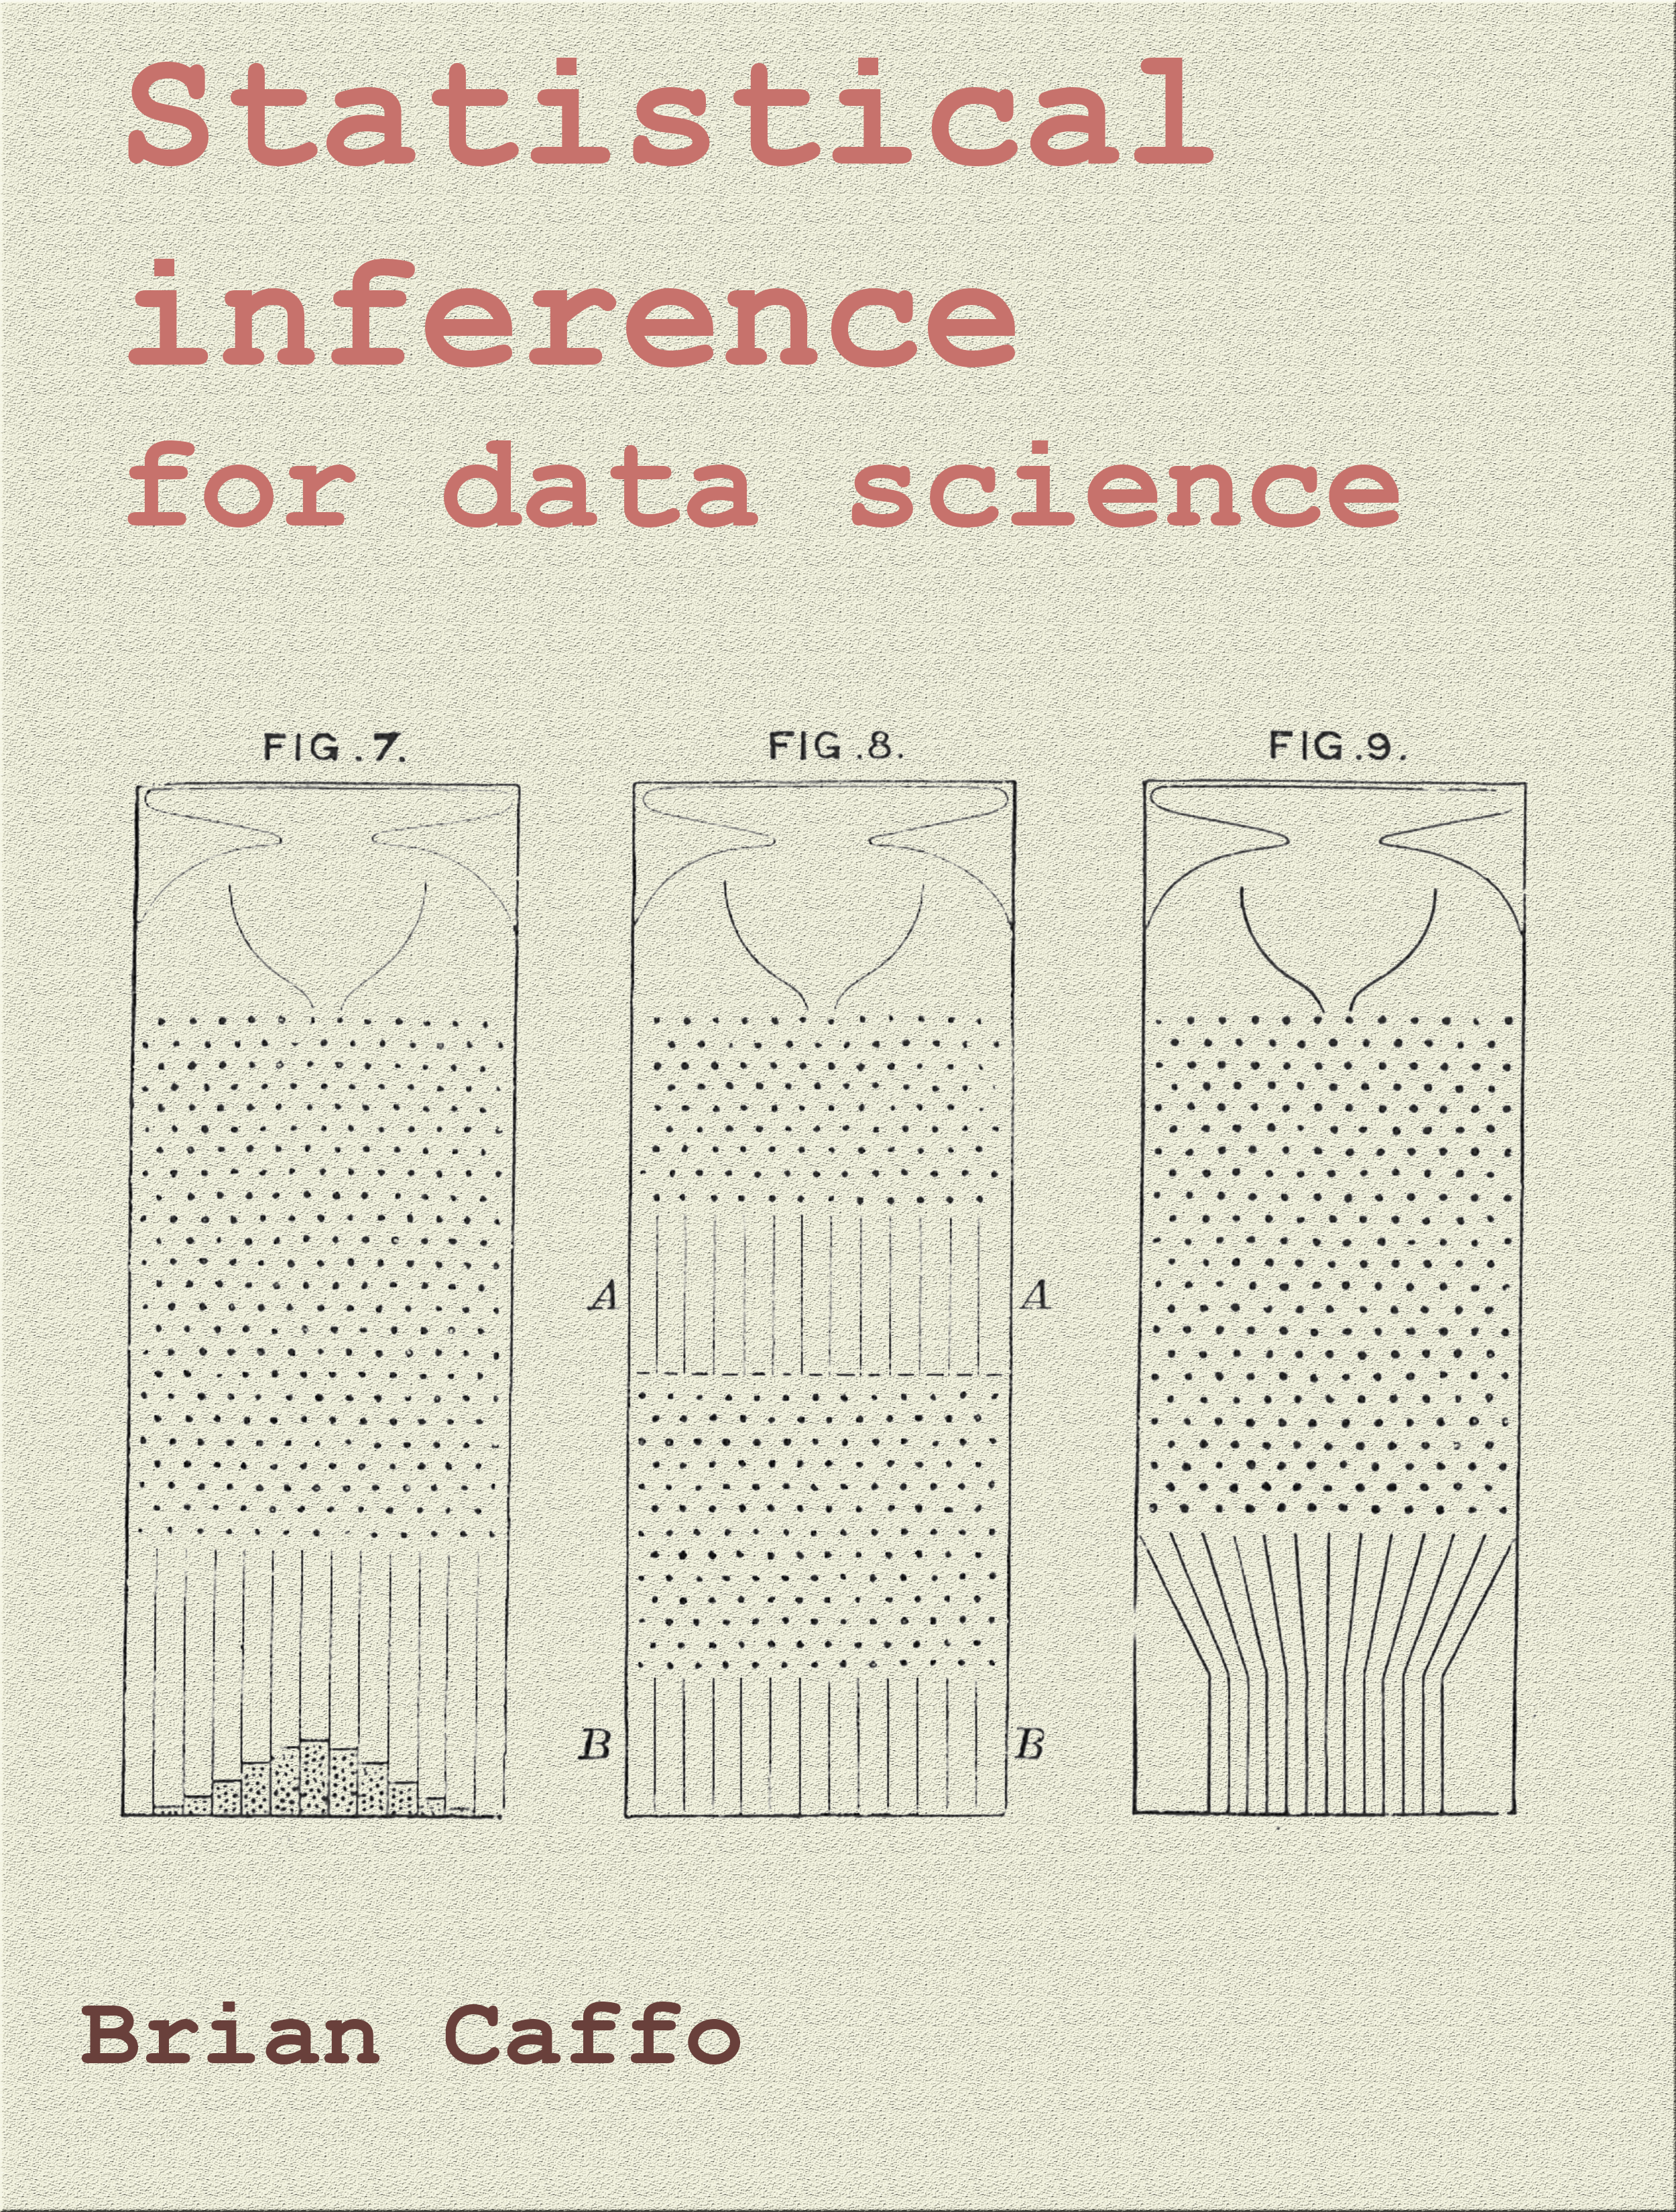 Statistical
inference
for data science
FIG.7.
FIG.8.
FIG.9.
A
A
B
B
Brian Caffo